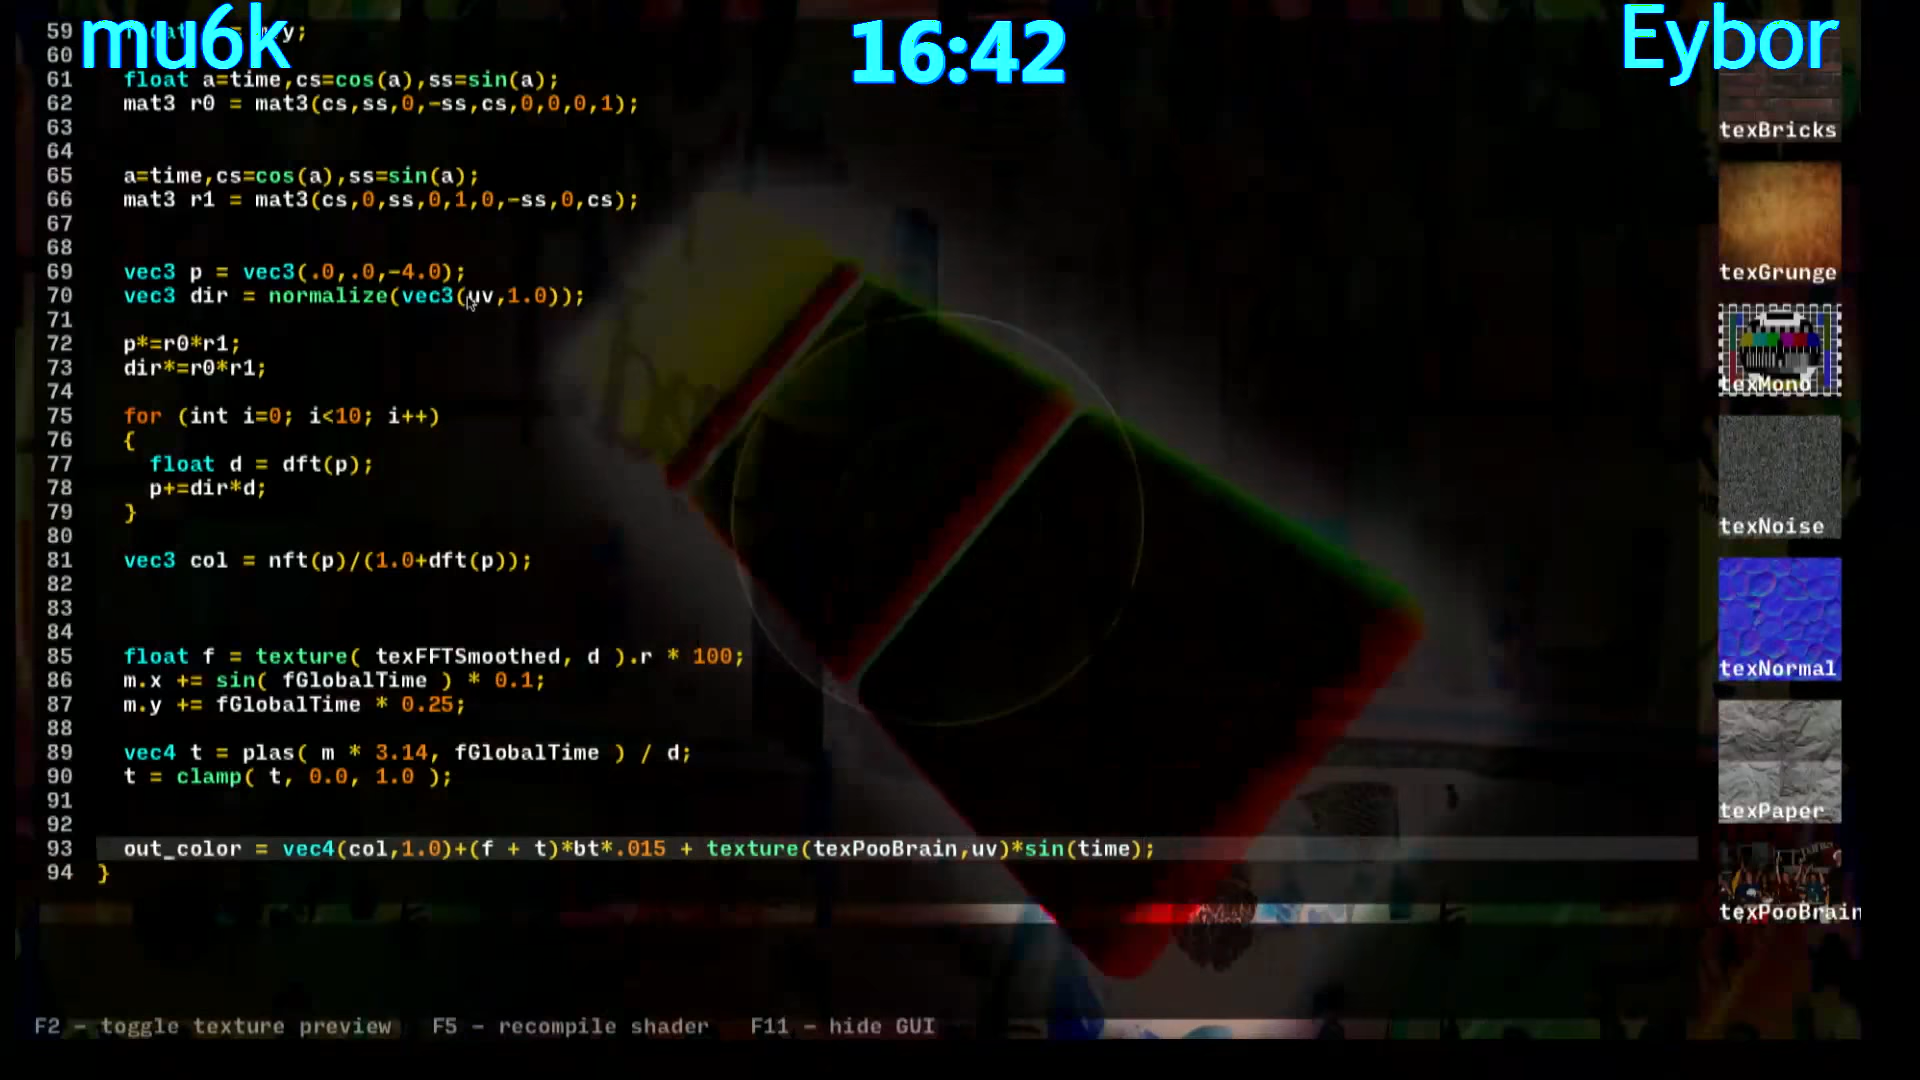 mu6k
16:42
Eybor
59
60
61 float a=time,cs=cos(a),ss=sin(a);
62 mat3 r0 = mat3(cs,ss,0,-ss,cs,0,0,0,1);
63
64
65 a=time,cs=cos(a),ss=sin(a);
66 mat3 r1 = mat3(cs,0,ss,0,1,0,-ss,0,cs);
67
68
69 vec3 p = vec3(.0,.0,-4.0);
70 vec3 dir = normalize(vec3(uv,1.0));
71
72 p*=r0*r1;
73 dir*=r0*r1;
74
75 for (int i=0; i<10; i++)
76 {
77 float d = dft(p);
78 p+=dir*d;
79 }
80
81 vec3 col = nft(p)/(1.0+dft(p));
82
83
84
85 float f = texture( texFFTSmoothed, d ).r * 100;
86 m.x += sin( fGlobalTime ) * 0.1;
87 m.y += fGlobalTime * 0.25;
88
89 vec4 t = plas( m * 3.14, fGlobalTime ) / d;
90 t = clamp( t, 0.0, 1.0 );
91
92
93 out_color = vec4(col,1.0)+(f + t)*bt*.015 + texture(texPooBrain,uv)*sin(time);
94 }
texBricks
texGrunge
texMono
texNoise
texNormal
texPaper
texPooBrain
F2 - toggle texture preview F5 - recompile shader F11 - hide GUI